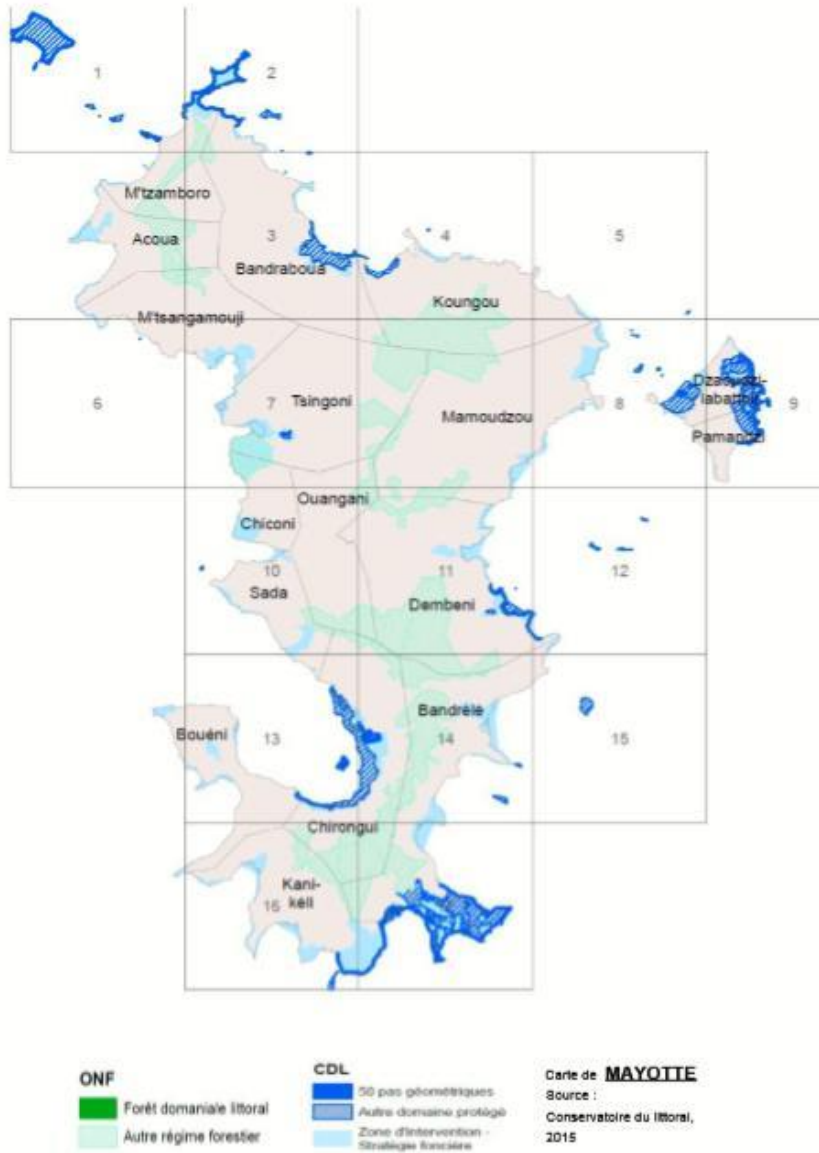 1
2
M'tzamboro
Acoua
3
4
5
Bandraboua
Koungou
M'tsangamouji
6
Tsingoni
7
Mamoudzou
8
Dzaoudzi-
labattoir
9
Pamandzi
Ouangani
Chiconi
10
11
12
Sada
Dembeni
Bandrélé
Bouéni
13
14
15
Chirongui
Kani-
kéli
16
ONF
Forêt domaniale littoral
Autre régime forestier
CDL
50 pas géométriques
Autre domaine protégé
Zone d'intervention -
Stratégie foncière
Carte de MAYOTTE
Source :
Conservatoire du littoral,
2015